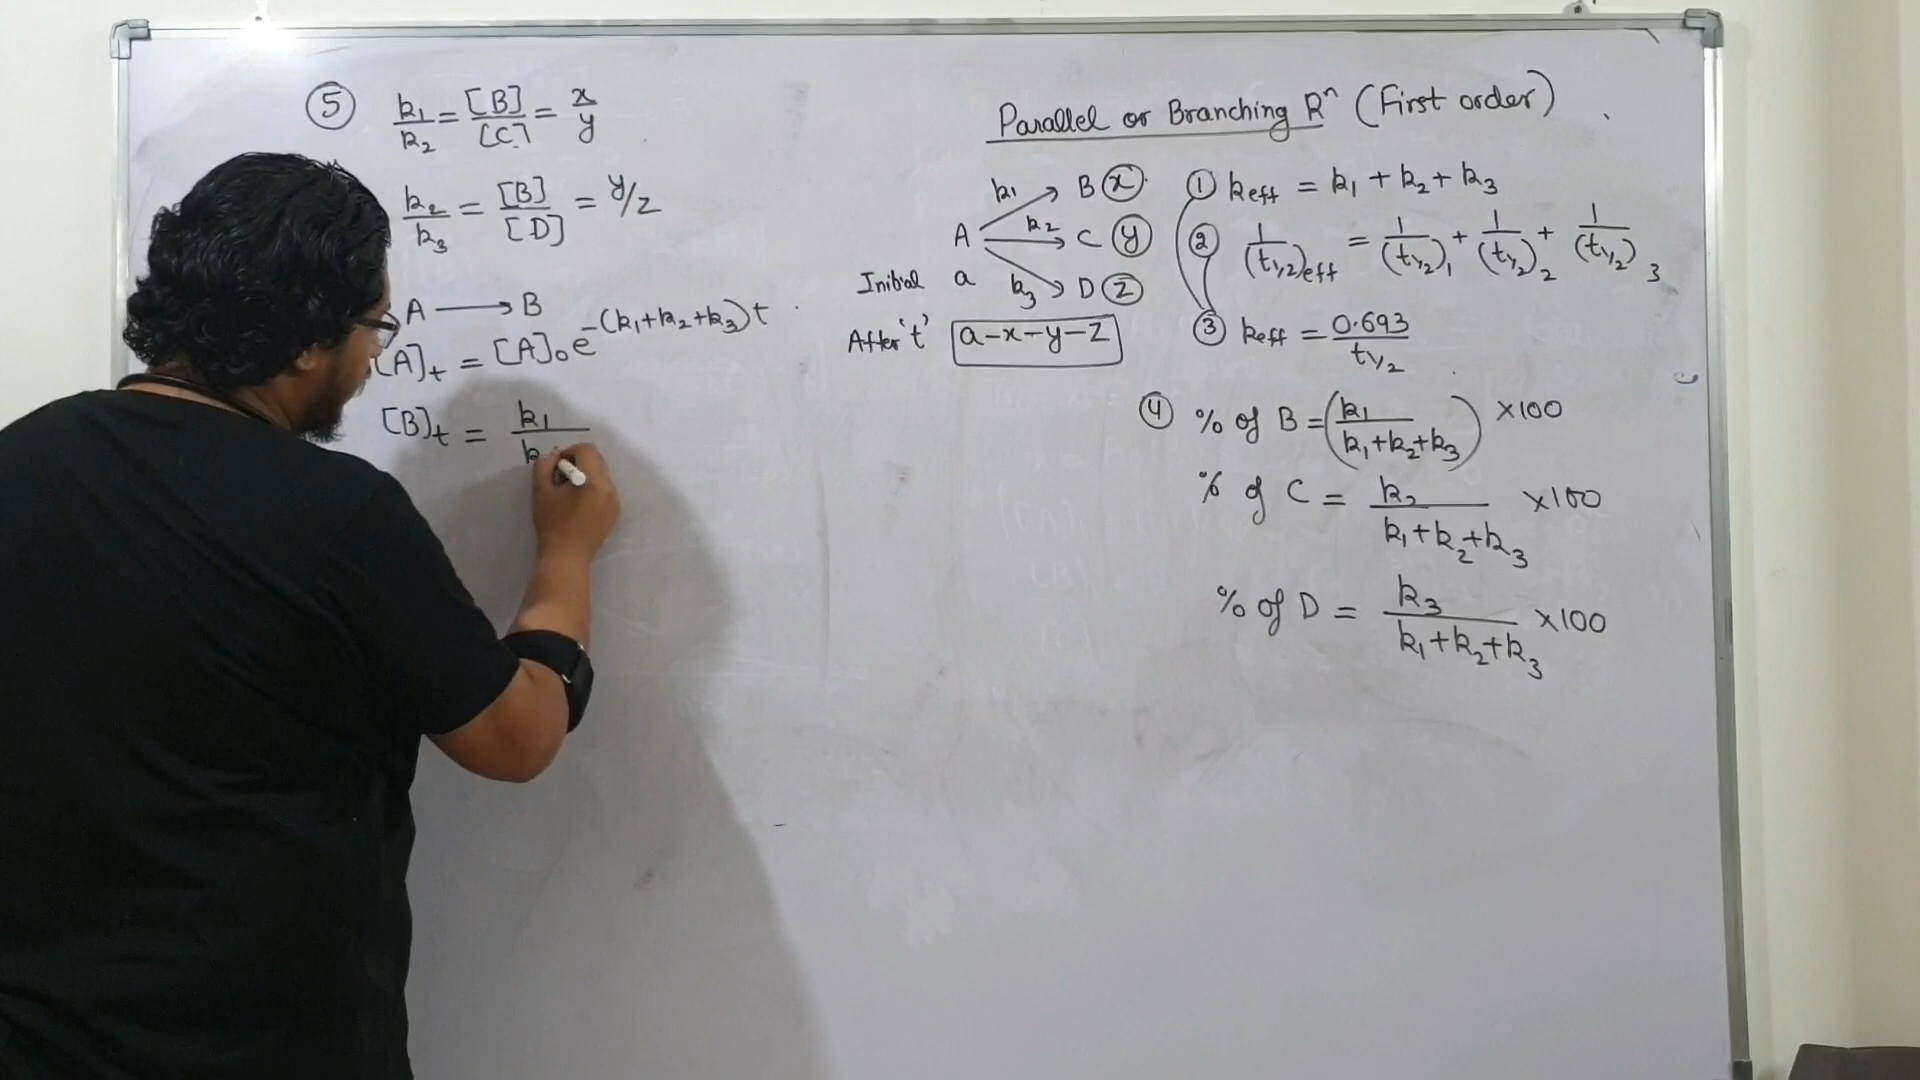 ⑤ k₁/k₂ = [B]/[C] = x/y
k₂/k₃ = [B]/[D] = y/z
A ⟶ B
[A]ₜ = [A]₀e^-(k₁+k₂+k₃)t
[B]ₜ = k₁/k
Parallel or Branching Rⁿ (First order)
k₁ B ⓧ
A k₂ C ⓨ
Initial a k₃ D ⓩ
After 't' a-x-y-z
① keff = k₁ + k₂ + k₃
② 1/(t½)eff = 1/(t½)₁ + 1/(t½)₂ + 1/(t½)₃
③ keff = 0.693/t½
④ % of B = (k₁/k₁+k₂+k₃) ×100
% of C = k₂/k₁+k₂+k₃ ×100
% of D = k₃/k₁+k₂+k₃ ×100